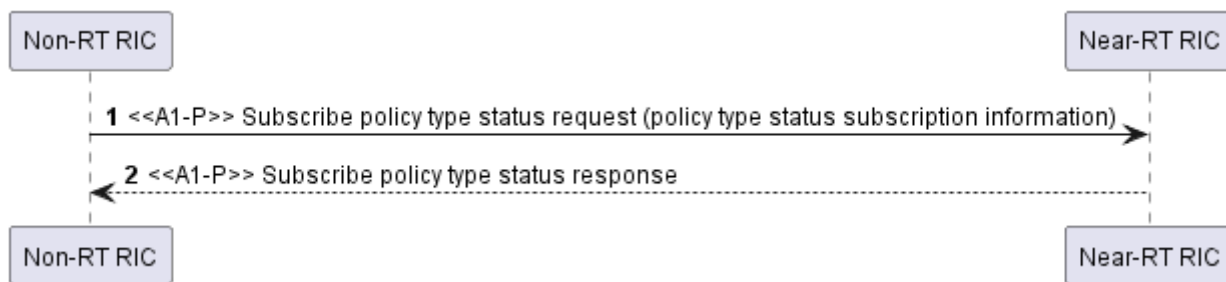 Non-RT RIC
Near-RT RIC
1 <<A1-P>> Subscribe policy type status request (policy type status subscription information)
2 <<A1-P>> Subscribe policy type status response
Non-RT RIC
Near-RT RIC